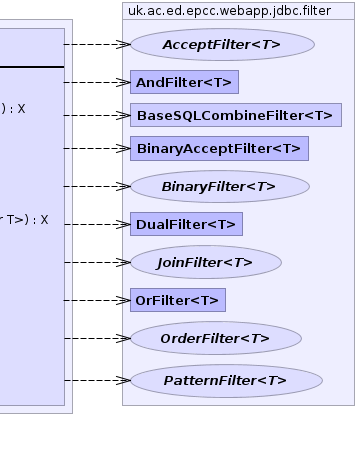 uk.ac.ed.epcc.webapp.jdbc.filter
AcceptFilter<T>
AndFilter<T>
) : X
BaseSQLCombineFilter<T>
BinaryAcceptFilter<T>
BinaryFilter<T>
r T>) : X
DualFilter<T>
JoinFilter<T>
OrFilter<T>
OrderFilter<T>
PatternFilter<T>